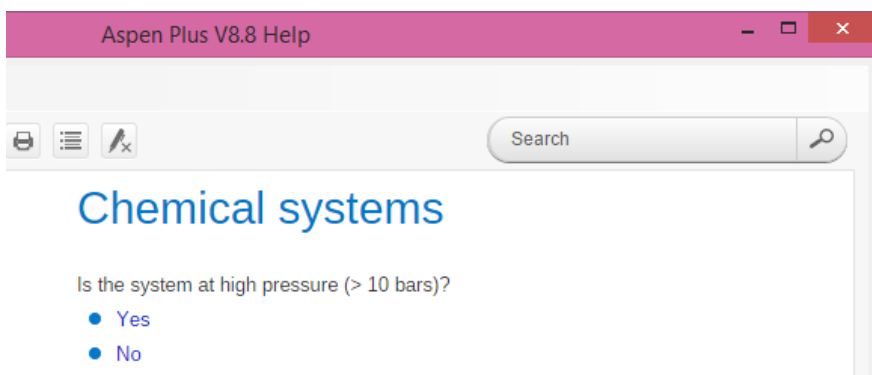 Aspen Plus V8.8 Help
Search
Chemical systems
Is the system at high pressure (> 10 bars)?
Yes
No